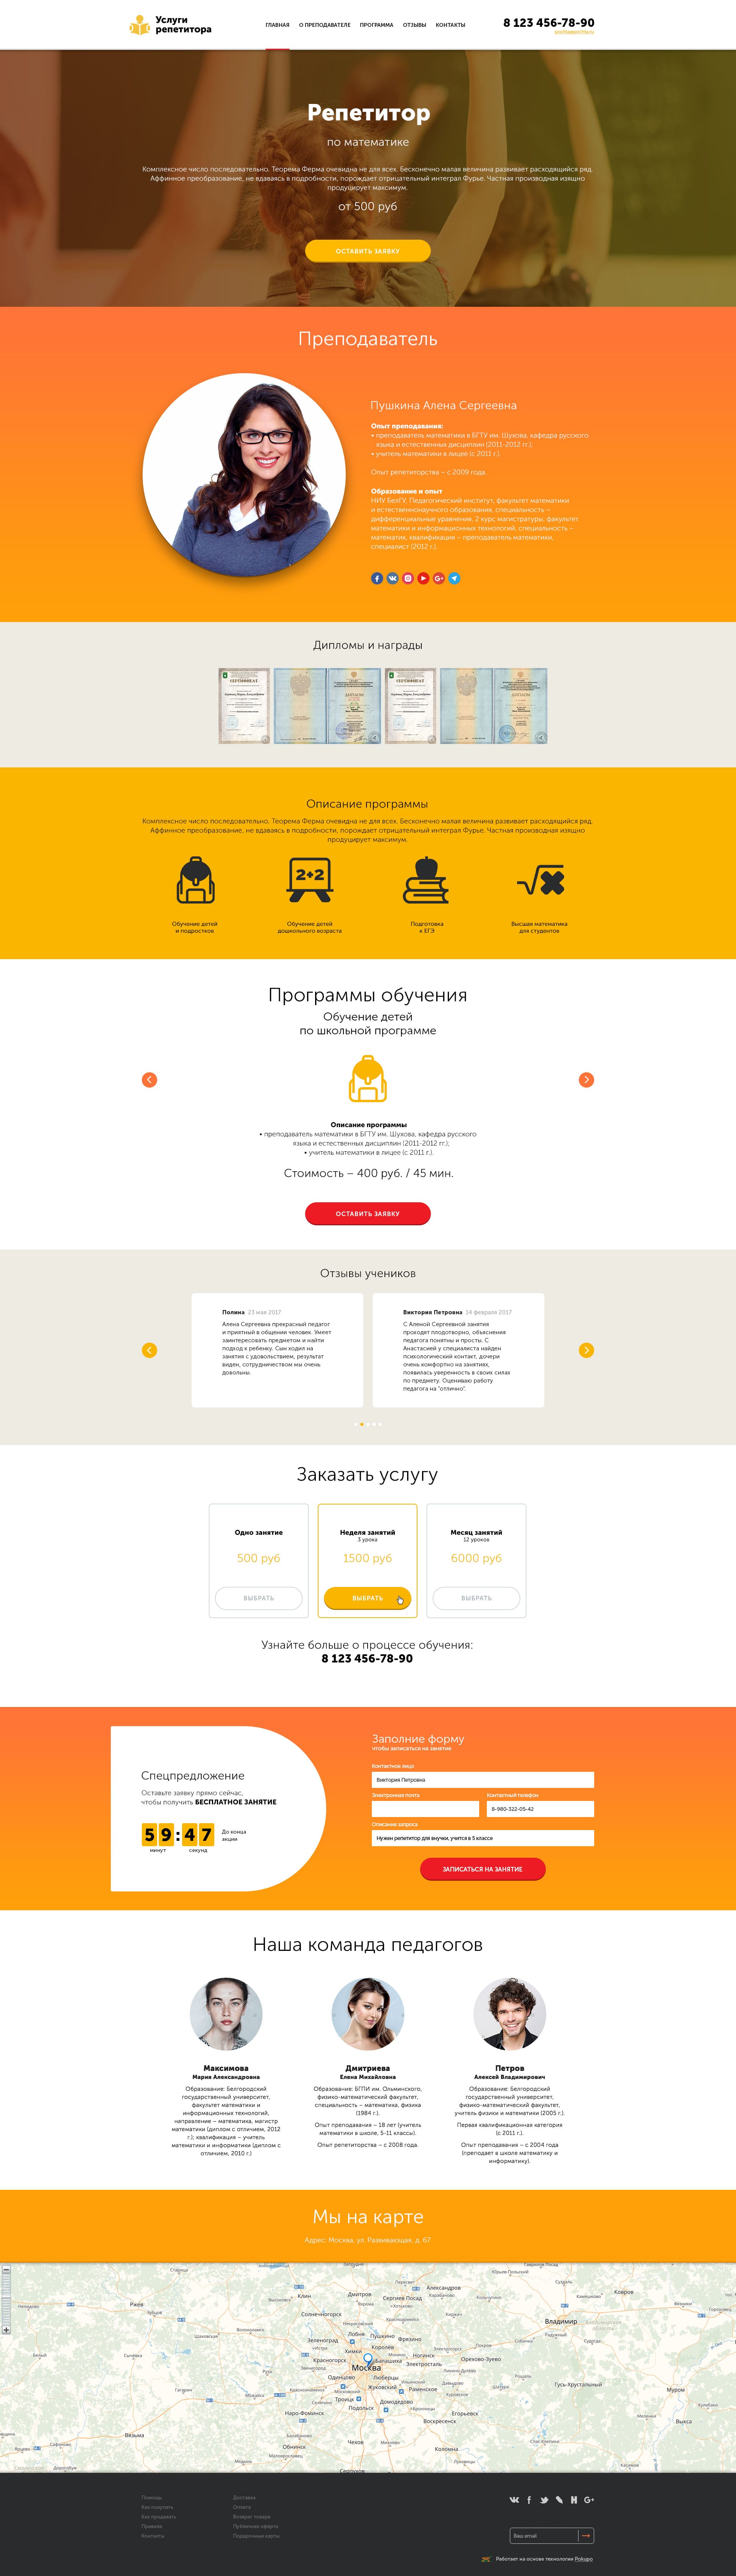 Услуги
репетитора
ГЛАВНАЯ О ПРЕПОДАВАТЕЛЕ ПРОГРАММА ОТЗЫВЫ КОНТАКТЫ
8 123 456-78-90
Репетитор
по математике
Комплексное число последовательно. Теорема Ферма очевидна не для всех. Бесконечно малая величина развивает расходящийся ряд.
Аффинное преобразование, не вдаваясь в подробности, порождает отрицательный интеграл Фурье. Частная производная изящно
продуцирует максимум.
от 500 руб
ОСТАВИТЬ ЗАЯВКУ
Преподаватель
Пушкина Алена Сергеевна
Опыт преподавания:
• преподаватель математики в БГТУ им. Шухова, кафедра русского
языка и естественных дисциплин (2011-2012 гг.);
• учитель математики в лицее (с 2011 г.).
Опыт репетиторства – с 2009 года.
Образование и опыт
НИУ БелГУ, Педагогический институт, факультет математики
и естественнонаучного образования, специальность –
дифференциальные уравнения, 2 курс магистратуры; факультет
математики и информационных технологий, специальность –
математик, квалификация – преподаватель математики,
специалист (2012 г.).
Дипломы и награды
СЕРТИФИКАТ
ДИПЛОМ
СЕРТИФИКАТ
ДИПЛОМ
Описание программы
Комплексное число последовательно. Теорема Ферма очевидна не для всех. Бесконечно малая величина развивает расходящийся ряд.
Аффинное преобразование, не вдаваясь в подробности, порождает отрицательный интеграл Фурье. Частная производная изящно
продуцирует максимум.
2+2
Обучение детей
и подростков
Обучение детей
дошкольного возраста
Подготовка
к ЕГЭ
Высшая математика
для студентов
Программы обучения
Обучение детей
по школьной программе
Описание программы
• преподаватель математики в БГТУ им. Шухова, кафедра русского
языка и естественных дисциплин (2011-2012 гг.);
• учитель математики в лицее (с 2011 г.).
Стоимость – 400 руб. / 45 мин.
ОСТАВИТЬ ЗАЯВКУ
Отзывы учеников
Полина 23 мая 2017
Алена Сергеевна прекрасный педагог
и приятный в общении человек. Умеет
заинтересовать предметом и найти
подход к ребенку. Сын ходил на
занятия с удовольствием, результат
виден, сотрудничеством мы очень
довольны.
Виктория Петровна 14 февраля 2017
С Аленой Сергеевной занятия
проходят плодотворно, объяснения
педагога понятны и просты. С
Анастасией у специалиста найден
психологический контакт, дочери
очень комфортно на занятиях,
появилась уверенность в своих силах
по предмету. Оцениваю работу
педагога на "отлично".
Заказать услугу
Одно занятие
500 руб
ВЫБРАТЬ
Неделя занятий
3 урока
1500 руб
ВЫБРАТЬ
Месяц занятий
12 уроков
6000 руб
ВЫБРАТЬ
Узнайте больше о процессе обучения:
8 123 456-78-90
Спецпредложение
Оставьте заявку прямо сейчас,
чтобы получить БЕСПЛАТНОЕ ЗАНЯТИЕ
59:47
минут секунд
До конца
акции
Заполние форму
чтобы записаться на занятие
Контактное лицо
Виктория Петровна
Электронная почта
Контактный телефон
8-980-322-05-42
Описание запроса
Нужен репетитор для внучки, учится в 5 классе
ЗАПИСАТЬСЯ НА ЗАНЯТИЕ
Наша команда педагогов
Максимова
Мария Александровна
Образование: Белгородский
государственный университет,
факультет математики и
информационных технологий,
направление – математика, магистр
математики (диплом с отличием, 2012
г.); квалификация – учитель
математики и информатики (диплом с
отличием, 2010 г.)
Дмитриева
Елена Михайловна
Образование: БГПИ им. Ольминского,
физико-математический факультет,
специальность – математика, физика
(1984 г.).
Опыт преподавания – 18 лет (учитель
математики в школе, 5-11 классы).
Опыт репетиторства – с 2008 года.
Петров
Алексей Владимирович
Образование: Белгородский
государственный университет,
физико-математический факультет,
учитель физики и математики (2005 г.).
Первая квалификационная категория
(с 2011 г.).
Опыт преподавания – с 2004 года
(преподает в школе математику и
информатику).
Мы на карте
Адрес: Москва, ул. Развивающая, д. 67
Александров
Клин
Дмитров
Сергиев Посад
Ковров
Ржев
Солнечногорск
Владимир
Лобня
Пушкино
Зеленоград
Фрязино
Химки
Королёв
Красногорск
Балашиха
Ногинск
Электросталь
Орехово-Зуево
Москва
Одинцово
Люберцы
Жуковский
Раменское
Гусь-Хрустальный
Муром
Троицк
Домодедово
Подольск
Наро-Фоминск
Егорьевск
Воскресенск
Выкса
Вязьма
Чехов
Обнинск
Коломна
Серпухов
Помощь
Как покупать
Как продавать
Правила
Контакты
Доставка
Оплата
Возврат товара
Публичная оферта
Подарочные карты
Ваш email
Работает на основе технологии Pokupo